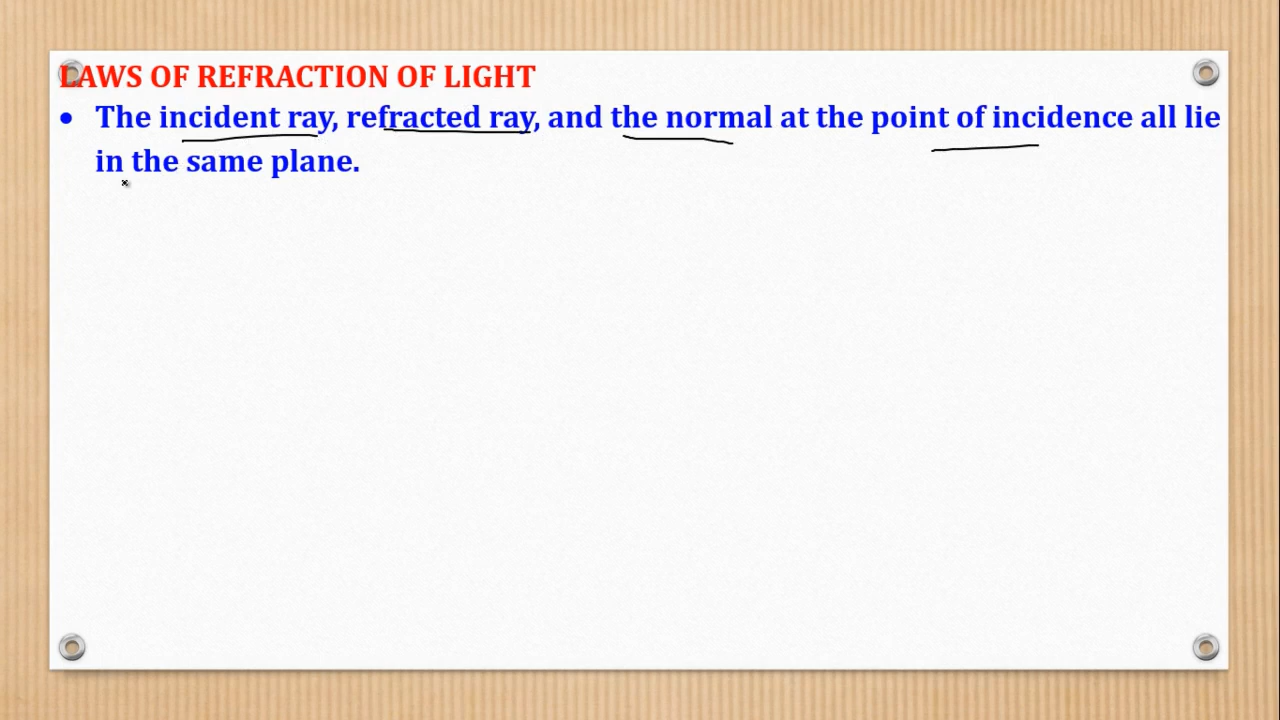 LAWS OF REFRACTION OF LIGHT
• The incident ray, refracted ray, and the normal at the point of incidence all lie
in the same plane.